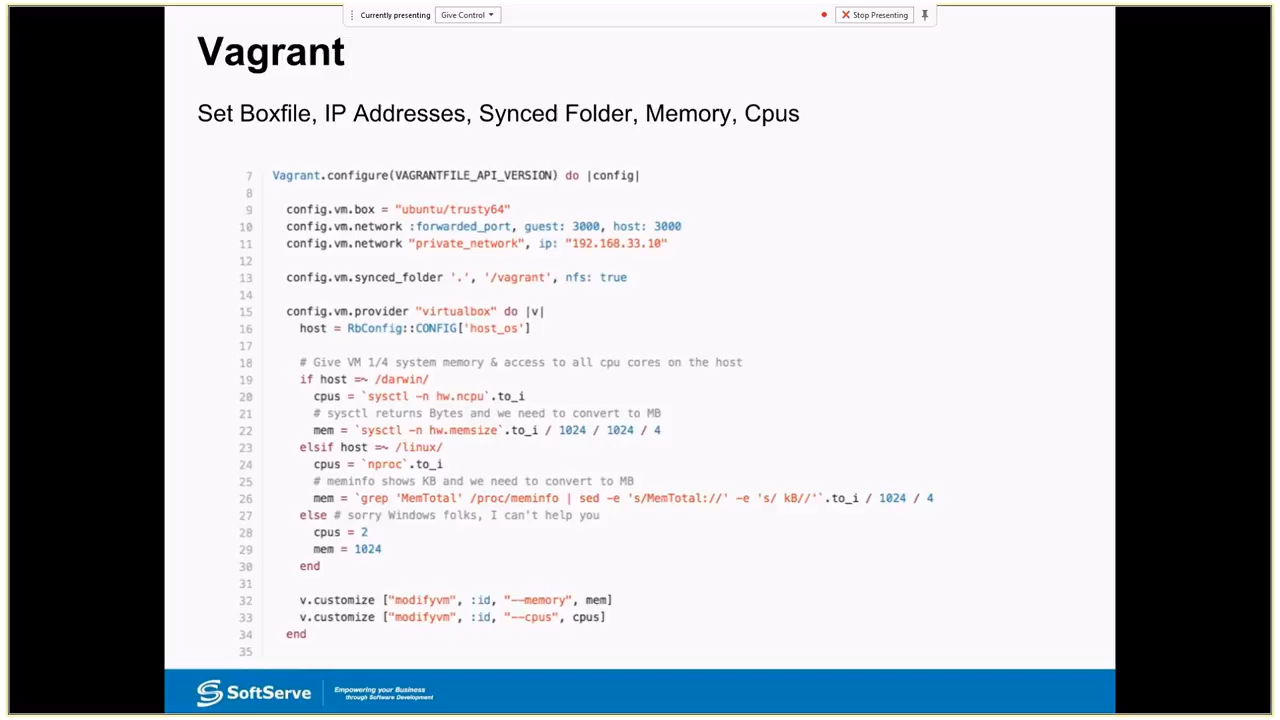 Currently presenting Give Control Stop Presenting
Vagrant
Set Boxfile, IP Addresses, Synced Folder, Memory, Cpus
7 Vagrant.configure(VAGRANTFILE_API_VERSION) do |config|
8
9 config.vm.box = "ubuntu/trusty64"
10 config.vm.network :forwarded_port, guest: 3000, host: 3000
11 config.vm.network "private_network", ip: "192.168.33.10"
12
13 config.vm.synced_folder '.', '/vagrant', nfs: true
14
15 config.vm.provider "virtualbox" do |v|
16 host = RbConfig::CONFIG['host_os']
17
18 # Give VM 1/4 system memory & access to all cpu cores on the host
19 if host =~ /darwin/
20 cpus = `sysctl -n hw.ncpu`.to_i
21 # sysctl returns Bytes and we need to convert to MB
22 mem = `sysctl -n hw.memsize`.to_i / 1024 / 1024 / 4
23 elsif host =~ /linux/
24 cpus = `nproc`.to_i
25 # meminfo shows KB and we need to convert to MB
26 mem = `grep 'MemTotal' /proc/meminfo | sed -e 's/MemTotal://' -e 's/ kB//'`.to_i / 1024 / 4
27 else # sorry Windows folks, I can't help you
28 cpus = 2
29 mem = 1024
30 end
31
32 v.customize ["modifyvm", :id, "--memory", mem]
33 v.customize ["modifyvm", :id, "--cpus", cpus]
34 end
35
SoftServe
Empowering your Business
through Software Development